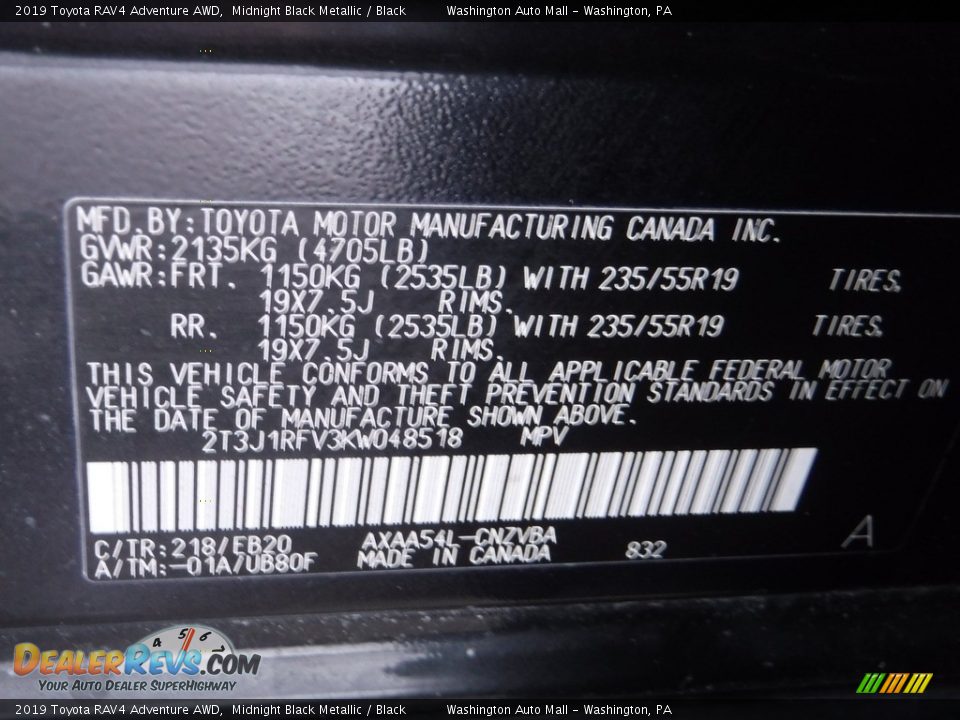 2019 Toyota RAV4 Adventure AWD, Midnight Black Metallic / Black Washington Auto Mall - Washington, PA
MFD.BY:TOYOTA MOTOR MANUFACTURING CANADA INC.
GVWR:2135KG (4705LB)
GAWR:FRT. 1150KG (2535LB) WITH 235/55R19 TIRES,
19X7.5J RIMS.
RR. 1150KG (2535LB) WITH 235/55R19 TIRES.
19X7.5J RIMS.
THIS VEHICLE CONFORMS TO ALL APPLICABLE FEDERAL MOTOR
VEHICLE SAFETY AND THEFT PREVENTION STANDARDS IN EFFECT ON
THE DATE OF MANUFACTURE SHOWN ABOVE.
2T3J1RFV3KW048518 MPV
C/TR:218/EB20 AXAA54L-CNZVBA
A/TM:-01A/UB80F MADE IN CANADA 832 A
4 5 6
DEALERREVS.COM
YOUR AUTO DEALER SUPERHIGHWAY
2019 Toyota RAV4 Adventure AWD, Midnight Black Metallic / Black Washington Auto Mall - Washington, PA